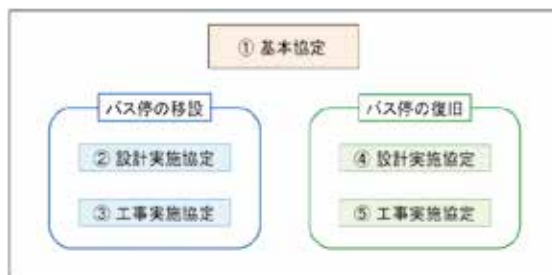 ① 基本協定
バス停の移設
② 設計実施協定
③ 工事実施協定
バス停の復旧
④ 設計実施協定
⑤ 工事実施協定